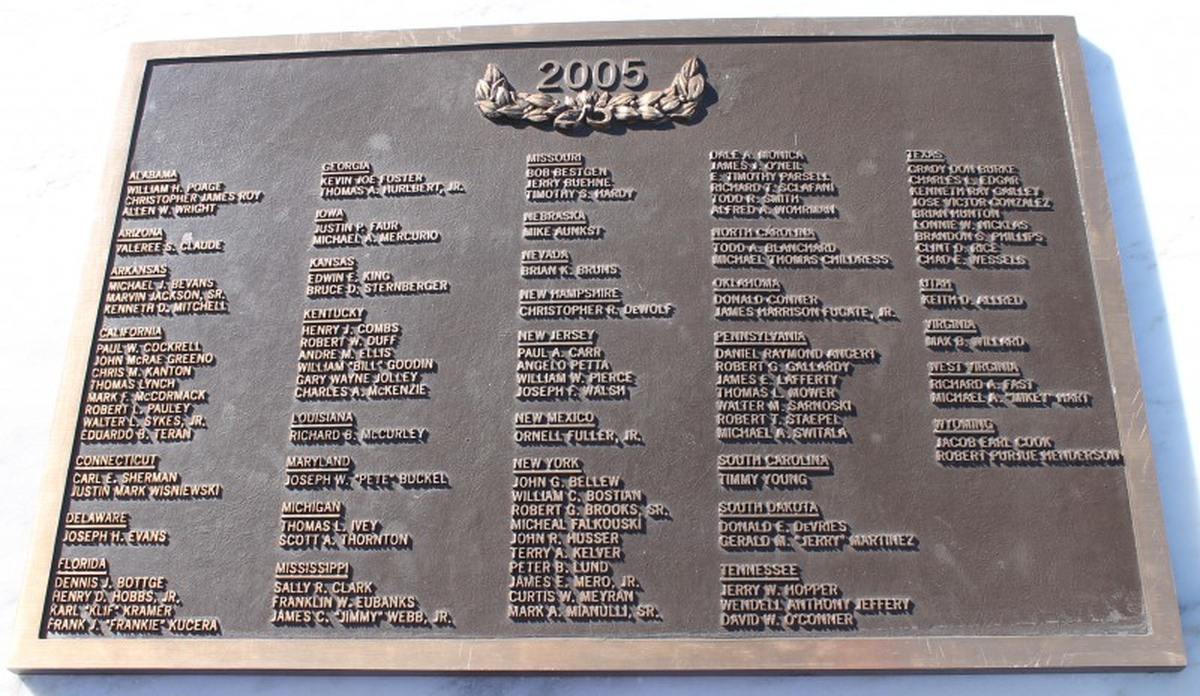 2005
ALABAMA
WILLIAM H. POAGE
CHRISTOPHER JAMES ROY
ALLEN W. WRIGHT
ARIZONA
VALEREE S. CLAUDE
ARKANSAS
MICHAEL J. BEVANS
MARVIN JACKSON, SR.
KENNETH D. MITCHELL
CALIFORNIA
PAUL W. COCKRELL
JOHN McRAE GREENO
CHRIS M. KANTON
THOMAS LYNCH
MARK F. McCORMACK
ROBERT L. PAULEY
WALTER L. SYKES, JR.
EDUARDO B. TERAN
CONNECTICUT
CARL E. SHERMAN
JUSTIN MARK WISNIEWSKI
DELAWARE
JOSEPH H. EVANS
FLORIDA
DENNIS J. BOTTGE
HENRY D. HOBBS, JR.
KARL "KLIF" KRAMER
FRANK J. "FRANKIE" KUCERA
GEORGIA
KEVIN JOE FOSTER
THOMAS A. HURLBERT, JR.
IOWA
JUSTIN P. FAUR
MICHAEL A. MERCURIO
KANSAS
EDWIN E. KING
BRUCE D. STERNBERGER
KENTUCKY
HENRY J. COMBS
ROBERT W. DUFF
ANDRE M. ELLIS
WILLIAM "BILL" GOODIN
GARY WAYNE JOLLEY
CHARLES A. McKENZIE
LOUISIANA
RICHARD B. McCURLEY
MARYLAND
JOSEPH W. "PETE" BUCKEL
MICHIGAN
THOMAS L. IVEY
SCOTT A. THORNTON
MISSISSIPPI
SALLY R. CLARK
FRANKLIN W. EUBANKS
JAMES C. "JIMMY" WEBB, JR.
MISSOURI
BOB BESTGEN
JERRY BUEHNE
TIMOTHY S. HARDY
NEBRASKA
MIKE AUNKST
NEVADA
BRIAN K. BRUNS
NEW HAMPSHIRE
CHRISTOPHER R. DeWOLF
NEW JERSEY
PAUL A. CARR
ANGELO PETTA
WILLIAM W. PIERCE
JOSEPH F. WALSH
NEW MEXICO
ORNELL FULLER, JR.
NEW YORK
JOHN G. BELLEW
WILLIAM C. BOSTIAN
ROBERT G. BROOKS, SR.
MICHEAL FALKOUSKI
JOHN R. HUSSER
TERRY A. KELVER
PETER B. LUND
JAMES E. MERO, JR.
CURTIS W. MEYRAN
MARK A. MIANULLI, SR.
DALE A. MONICA
JAMES J. O'NEIL
E. TIMOTHY PARSELL
RICHARD T. SCLAFANI
TODD R. SMITH
ALFRED A. WOHRMAN
NORTH CAROLINA
TODD A. BLANCHARD
MICHAEL THOMAS CHILDRESS
OKLAHOMA
DONALD CONNER
JAMES HARRISON FUGATE, JR.
PENNSYLVANIA
DANIEL RAYMOND ANGERT
ROBERT G. GALLARDY
JAMES E. LAFFERTY
THOMAS L. MOWER
WALTER M. SARNOSKI
ROBERT T. STAEPEL
MICHAEL A. SWITALA
SOUTH CAROLINA
TIMMY YOUNG
SOUTH DAKOTA
DONALD E. DeVRIES
GERALD M. "JERRY" MARTINEZ
TENNESSEE
JERRY W. HOPPER
WENDELL ANTHONY JEFFERY
DAVID W. O'CONNER
TEXAS
GRADY DON BURKE
CHARLES L. EDGAR
KENNETH RAY GAILLET
JOSE VICTOR GONZALEZ
BRIAN HUNTON
LONNIE W. NICKLAS
BRANDON S. PHILLIPS
CLINT D. RICE
CHAD E. WESSELS
UTAH
KEITH D. ALLRED
VIRGINIA
MAX B. WILLARD
WEST VIRGINIA
RICHARD A. FAST
MICHAEL A. "MIKEY" HART
WYOMING
JACOB EARL COOK
ROBERT PURDUE HENDERSON